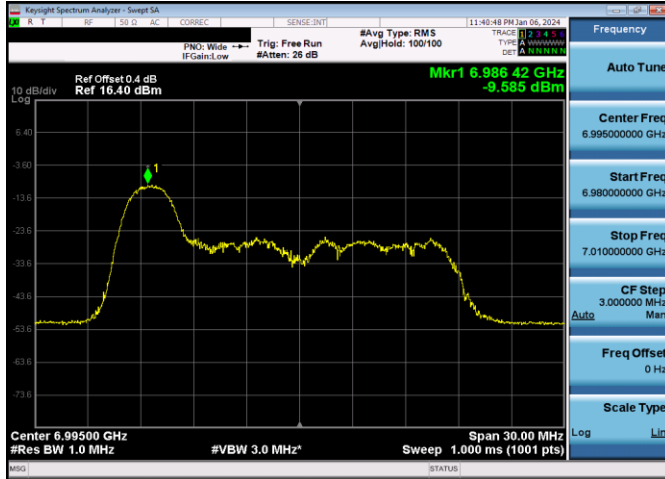 Keysight Spectrum Analyzer - Swept SA
R T RF 50 Ω AC CORREC SENSE:INT 11:40:48 PM Jan 06, 2024
#Avg Type: RMS TRACE 1 2 3 4 5 6
PNO: Wide Trig: Free Run Avg|Hold: 100/100 TYPE A WWWWW
IFGain:Low #Atten: 26 dB DET A N N N N N
Ref Offset 0.4 dB Mkr1 6.986 42 GHz
10 dB/div Ref 16.40 dBm -9.585 dBm
Log
6.40
1
-3.60
-13.6
-23.6
-33.6
-43.6
-53.6
-63.6
-73.6
Center 6.99500 GHz Span 30.00 MHz
#Res BW 1.0 MHz #VBW 3.0 MHz* Sweep 1.000 ms (1001 pts)
MSG STATUS
Frequency
Auto Tune
Center Freq
6.995000000 GHz
Start Freq
6.980000000 GHz
Stop Freq
7.010000000 GHz
CF Step
3.000000 MHz
Auto Man
Freq Offset
0 Hz
Scale Type
Log Lin